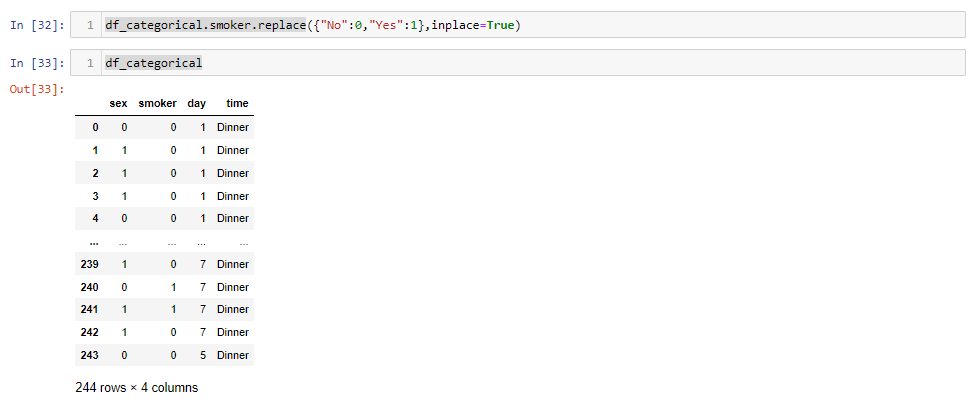 In [32]: 1 df_categorical.smoker.replace({"No":0,"Yes":1},inplace=True)
In [33]: 1 df_categorical
Out[33]:
sex smoker day time
0 0 0 1 Dinner
1 1 0 1 Dinner
2 1 0 1 Dinner
3 1 0 1 Dinner
4 0 0 1 Dinner
... ... ... ... ...
239 1 0 7 Dinner
240 0 1 7 Dinner
241 1 1 7 Dinner
242 1 0 7 Dinner
243 0 0 5 Dinner
244 rows × 4 columns